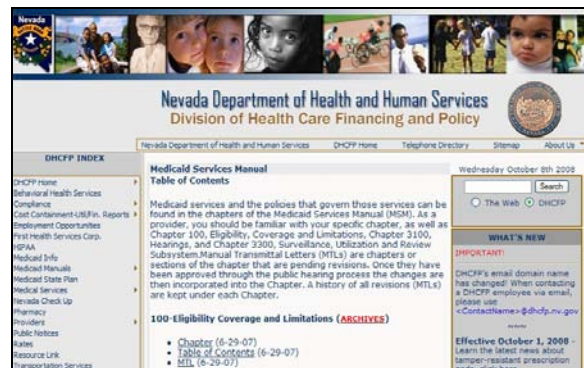 Nevada
Nevada Department of Health and Human Services
Division of Health Care Financing and Policy
Nevada Department of Health and Human Services DHCFP Home Telephone Directory Sitemap About Us
DHCFP INDEX
DHCFP Home
Behavioral Health Services
Compliance
Cost Containment-Util/Fin. Reports
Employment Opportunities
First Health Services Corp.
HIPAA
Medicaid Info
Medicaid Manuals
Medicaid State Plan
Medical Services
Nevada Check Up
Pharmacy
Providers
Public Notices
Rates
Resource Link
Transportation Services
Medicaid Services Manual
Table of Contents
Medicaid services and the policies that govern those services can be
found in the chapters of the Medicaid Services Manual (MSM). As a
provider, you should be familiar with your specific chapter, as well as
Chapter 100, Eligibility, Coverage and Limitations, Chapter 3100,
Hearings, and Chapter 3300, Surveillance, Utilization and Review
Subsystem.Manual Transmittal Letters (MTLs) are chapters or
sections of the chapter that are pending revisions. Once they have
been approved through the public hearing process the changes are
then incorporated into the Chapter. A history of all revisions (MTLs)
are kept under each Chapter.
100-Eligibility Coverage and Limitations (ARCHIVES)
Chapter (6-29-07)
Table of Contents (6-29-07)
MTL (6-29-07)
Wednesday October 8th 2008
Search
The Web DHCFP
WHAT'S NEW
IMPORTANT!
DHCFP's email domain name
has changed! When contacting
a DHCFP employee via email,
please use
<ContactName>@dhcfp.nv.gov
Effective October 1, 2008 -
Learn the latest news about
tamper-resistant prescription